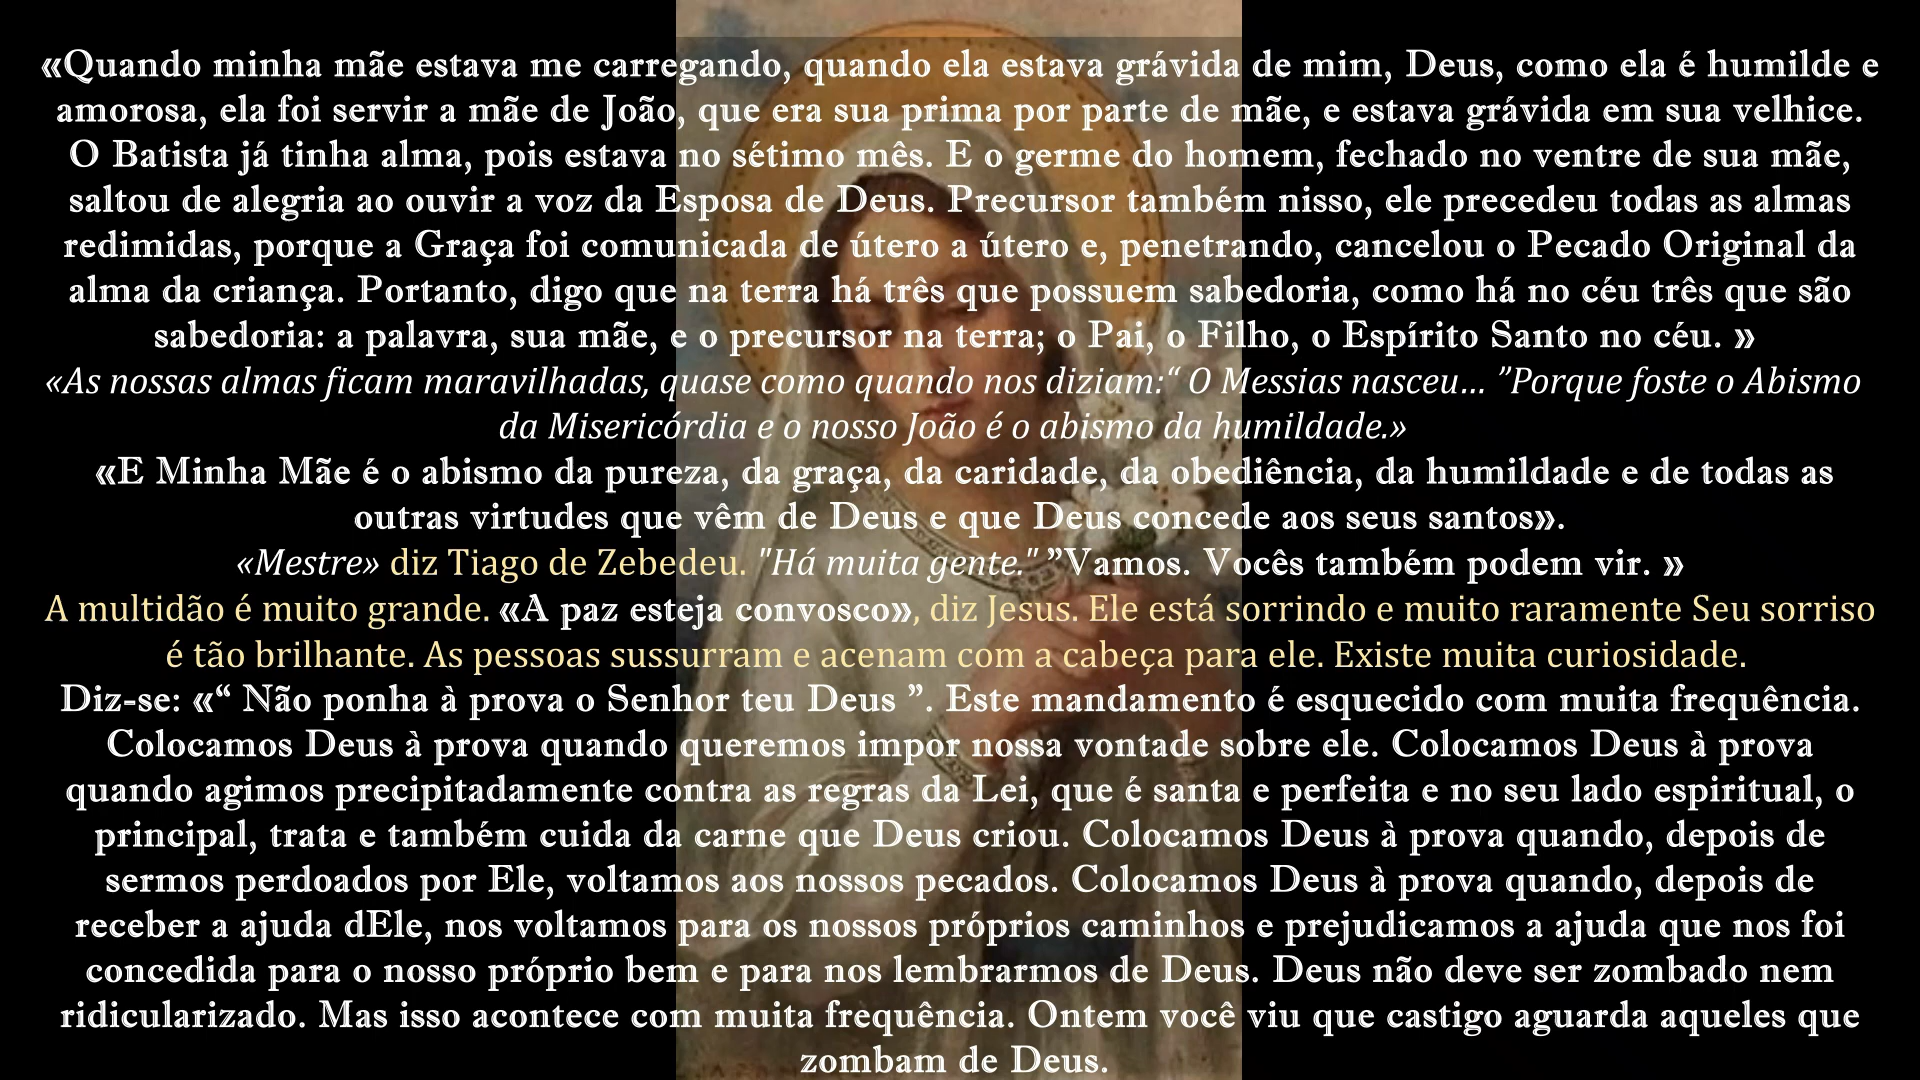 «Quando minha mãe estava me carregando, quando ela estava grávida de mim, Deus, como ela é humilde e
amorosa, ela foi servir a mãe de João, que era sua prima por parte de mãe, e estava grávida em sua velhice.
O Batista já tinha alma, pois estava no sétimo mês. E o germe do homem, fechado no ventre de sua mãe,
saltou de alegria ao ouvir a voz da Esposa de Deus. Precursor também nisso, ele precedeu todas as almas
redimidas, porque a Graça foi comunicada de útero a útero e, penetrando, cancelou o Pecado Original da
alma da criança. Portanto, digo que na terra há três que possuem sabedoria, como há no céu três que são
sabedoria: a palavra, sua mãe, e o precursor na terra; o Pai, o Filho, o Espírito Santo no céu. »
«As nossas almas ficam maravilhadas, quase como quando nos diziam:“ O Messias nasceu... ”Porque foste o Abismo
da Misericórdia e o nosso João é o abismo da humildade.»
«E Minha Mãe é o abismo da pureza, da graça, da caridade, da obediência, da humildade e de todas as
outras virtudes que vêm de Deus e que Deus concede aos seus santos».
«Mestre» diz Tiago de Zebedeu. "Há muita gente." ”Vamos. Vocês também podem vir. »
A multidão é muito grande. «A paz esteja convosco», diz Jesus. Ele está sorrindo e muito raramente Seu sorriso
é tão brilhante. As pessoas sussurram e acenam com a cabeça para ele. Existe muita curiosidade.
Diz-se: «“ Não ponha à prova o Senhor teu Deus ”. Este mandamento é esquecido com muita frequência.
Colocamos Deus à prova quando queremos impor nossa vontade sobre ele. Colocamos Deus à prova
quando agimos precipitadamente contra as regras da Lei, que é santa e perfeita e no seu lado espiritual, o
principal, trata e também cuida da carne que Deus criou. Colocamos Deus à prova quando, depois de
sermos perdoados por Ele, voltamos aos nossos pecados. Colocamos Deus à prova quando, depois de
receber a ajuda dEle, nos voltamos para os nossos próprios caminhos e prejudicamos a ajuda que nos foi
concedida para o nosso próprio bem e para nos lembrarmos de Deus. Deus não deve ser zombado nem
ridicularizado. Mas isso acontece com muita frequência. Ontem você viu que castigo aguarda aqueles que
zombam de Deus.